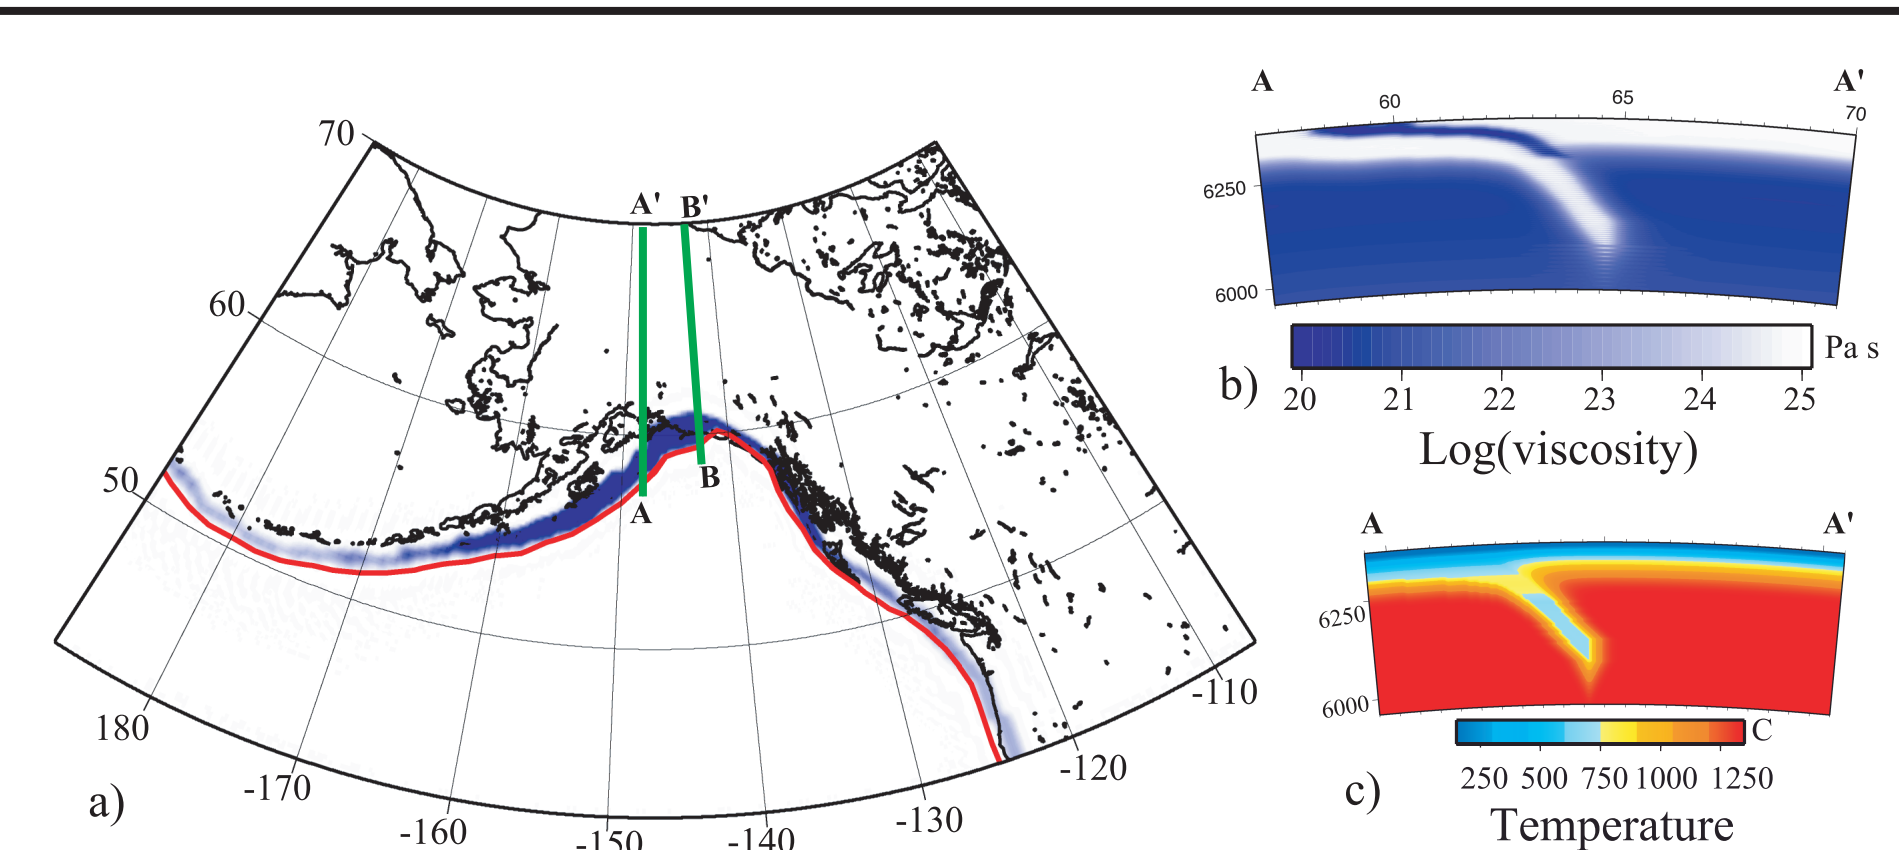 70
60
50
180
-170
-160
-150
-140
-130
-120
-110
A'
B'
A
B
a)
A
A'
60
65
70
6250
6000
Pa s
20 21 22 23 24 25
b)
Log(viscosity)
A
A'
6250
6000
C
250 500 750 1000 1250
c)
Temperature